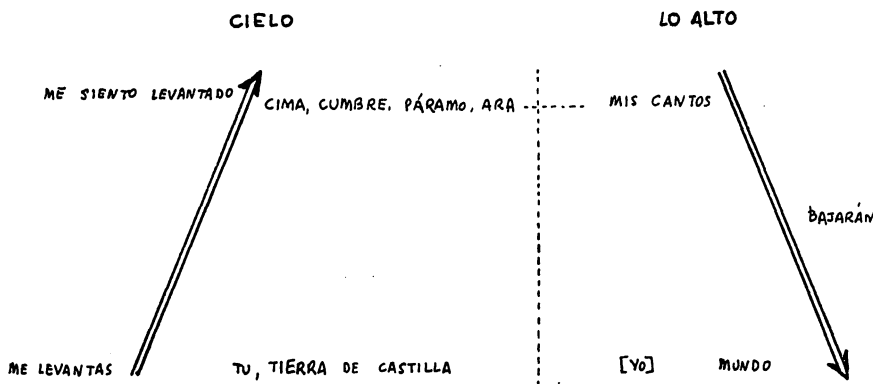 CIELO
LO ALTO
ME SIENTO LEVANTADO
CIMA, CUMBRE. PÁRAMO, ARA
MIS CANTOS
BAJARÁN
ME LEVANTAS
TU, TIERRA DE CASTILLA
[YO]
MUNDO